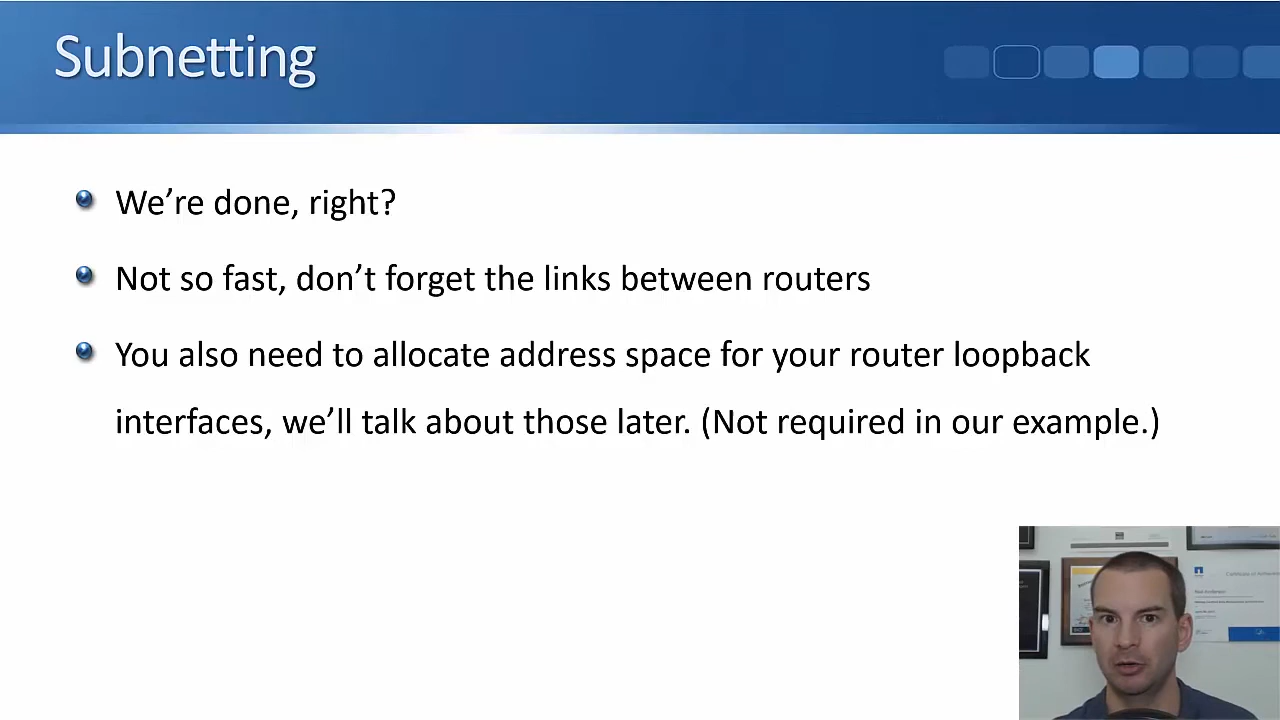 Subnetting
We’re done, right?
Not so fast, don’t forget the links between routers
You also need to allocate address space for your router loopback
interfaces, we’ll talk about those later. (Not required in our example.)